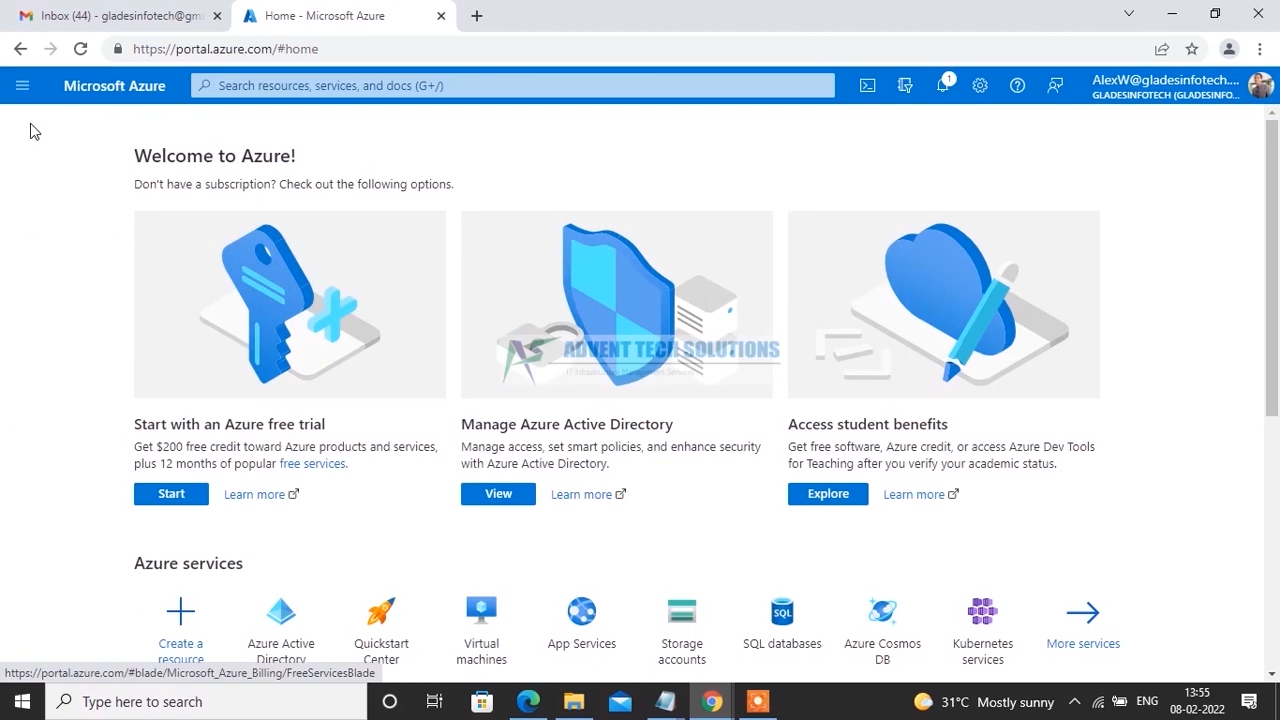 Inbox (44) - gladesinfotech@gm
Home - Microsoft Azure
https://portal.azure.com/#home
Microsoft Azure
Search resources, services, and docs (G+/)
1
AlexW@gladesinfotech....
GLADESINFOTECH (GLADESINFO...
Welcome to Azure!
Don't have a subscription? Check out the following options.
ADVENT TECH SOLUTIONS
IT Infrastructure Management Services
Start with an Azure free trial
Get $200 free credit toward Azure products and services,
plus 12 months of popular free services.
Start
Learn more
Manage Azure Active Directory
Manage access, set smart policies, and enhance security
with Azure Active Directory.
View
Learn more
Access student benefits
Get free software, Azure credit, or access Azure Dev Tools
for Teaching after you verify your academic status.
Explore
Learn more
Azure services
Create a
resource
Azure Active
Directory
Quickstart
Center
Virtual
machines
App Services
Storage
accounts
SQL
SQL databases
Azure Cosmos
DB
Kubernetes
services
More services
https://portal.azure.com/#blade/Microsoft_Azure_Billing/FreeServicesBlade
Type here to search
31°C Mostly sunny
ENG
13:55
08-02-2022